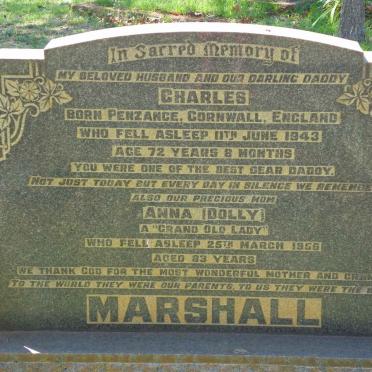 In Sacred Memory of
MY BELOVED HUSBAND AND OUR DARLING DADDY
CHARLES
BORN PENZANCE, CORNWALL, ENGLAND
WHO FELL ASLEEP 11TH JUNE 1943
AGE 72 YEARS 8 MONTHS
YOU WERE ONE OF THE BEST DEAR DADDY.
NOT JUST TODAY BUT EVERY DAY IN SILENCE WE REMEMBER
ALSO OUR PRECIOUS MOM
ANNA (DOLLY)
A "GRAND OLD LADY"
WHO FELL ASLEEP 25TH MARCH 1956
AGED 83 YEARS
WE THANK GOD FOR THE MOST WONDERFUL MOTHER AND
TO THE WORLD THEY WERE OUR PARENTS, TO US THEY WERE THE
MARSHALL